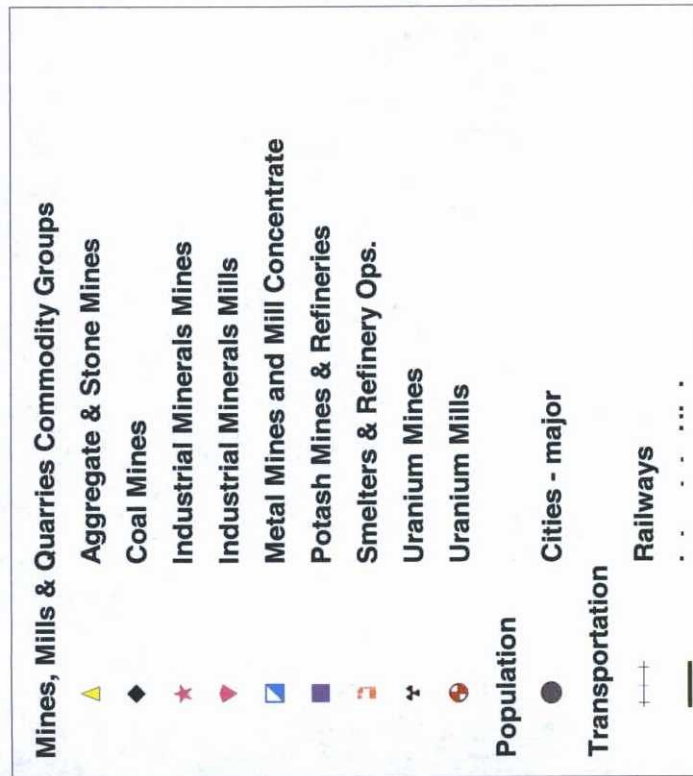 Mines, Mills & Quarries Commodity Groups
Aggregate & Stone Mines
Coal Mines
Industrial Minerals Mines
Industrial Minerals Mills
Metal Mines and Mill Concentrate
Potash Mines & Refineries
Smelters & Refinery Ops.
Uranium Mines
Uranium Mills
Population
Cities - major
Transportation
Railways